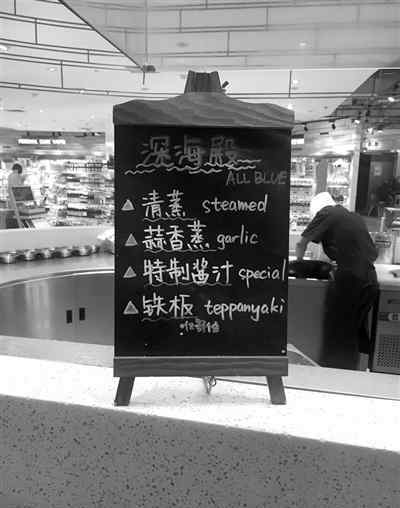 深海殿
ALL BLUE
清蒸 steamed
蒜香蒸 garlic
特制酱汁 special
铁板 teppanyaki